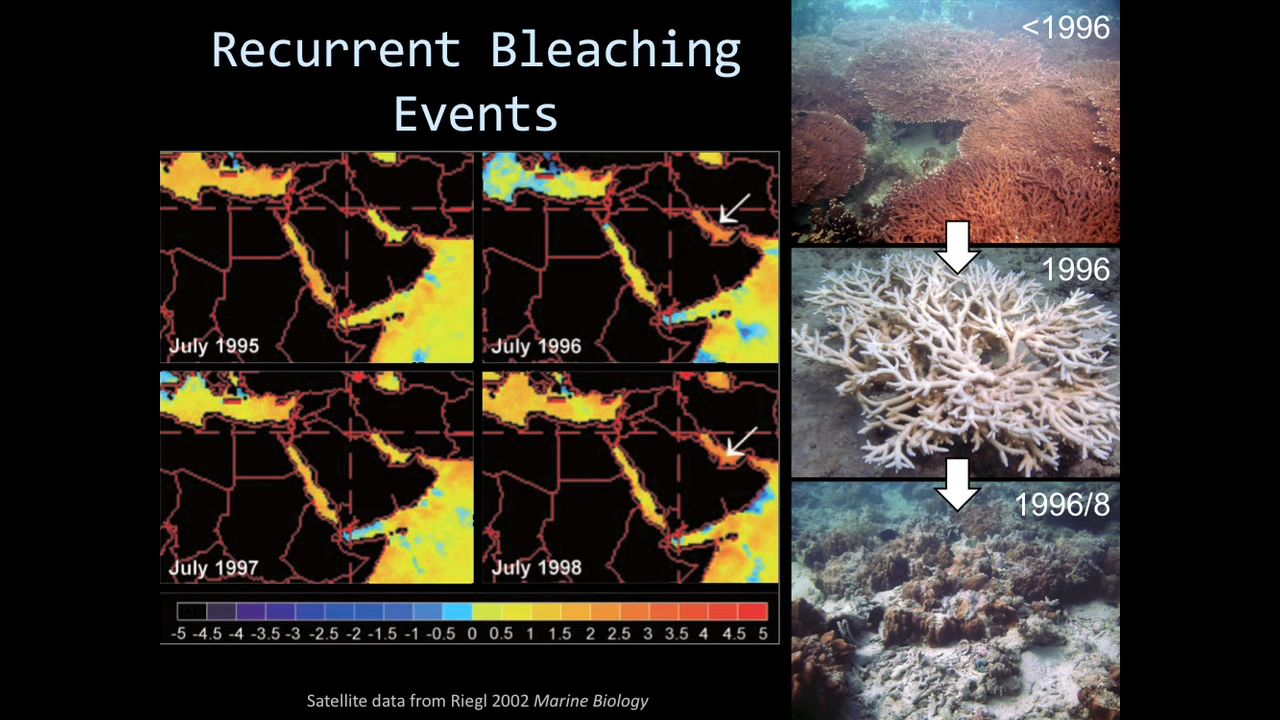 Recurrent Bleaching
Events
July 1995
July 1996
July 1997
July 1998
-5 -4.5 -4 -3.5 -3 -2.5 -2 -1.5 -1 -0.5 0 0.5 1 1.5 2 2.5 3 3.5 4 4.5 5
Satellite data from Riegl 2002 Marine Biology
<1996
1996
1996/8